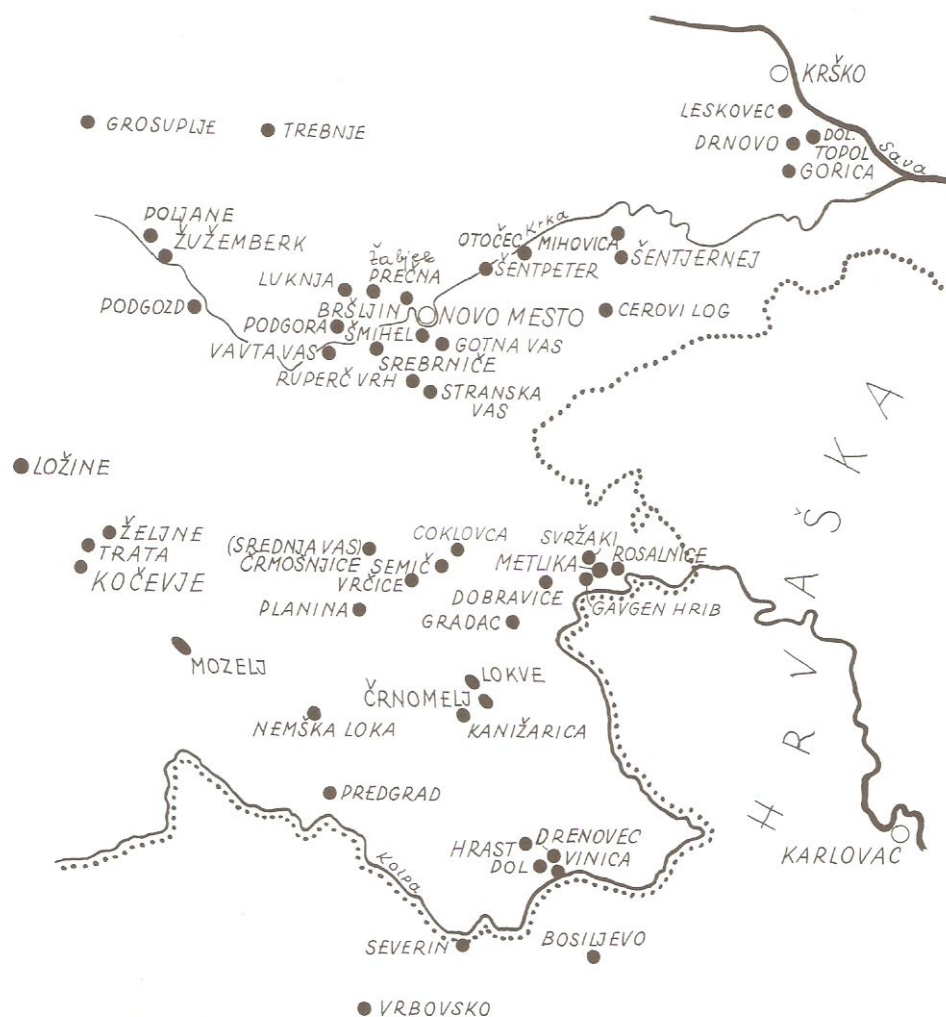 KRŠKO
LESKOVEC
GROSUPLJE
TREBNJE
DRNOVO
DOL.
TOPOL
Sava
GORICA
POLJANE
ŽUŽEMBERK
Krka
OTOČEC
MIHOVICA
Žabjek
PREČNA
ŠENTPETER
ŠENTJERNEJ
LUKNJA
PODGOZD
BRŠLJIN
NOVO MESTO
CEROVI LOG
PODGORA
ŠMIHEL
GOTNA VAS
VAVTA VAS
SREBRNIČE
RUPERČ VRH
STRANSKA
VAS
HRVAŠKA
LOŽINE
ŽELJNE
TRATA
KOČEVJE
(SREDNJA VAS)
ČRMOŠNJICE
COKLOVCA
SEMIČ
VRČICE
SVRŽAKI
METLIKA
ROSALNICE
DOBRAVICE
GAVGEN HRIB
PLANINA
GRADAC
MOZELJ
LOKVE
ČRNOMELJ
NEMŠKA LOKA
KANIŽARICA
PREDGRAD
DRENOVEC
HRAST
VINICA
DOL
KARLOVAC
Kolpa
SEVERIN
BOSILJEVO
VRBOVSKO